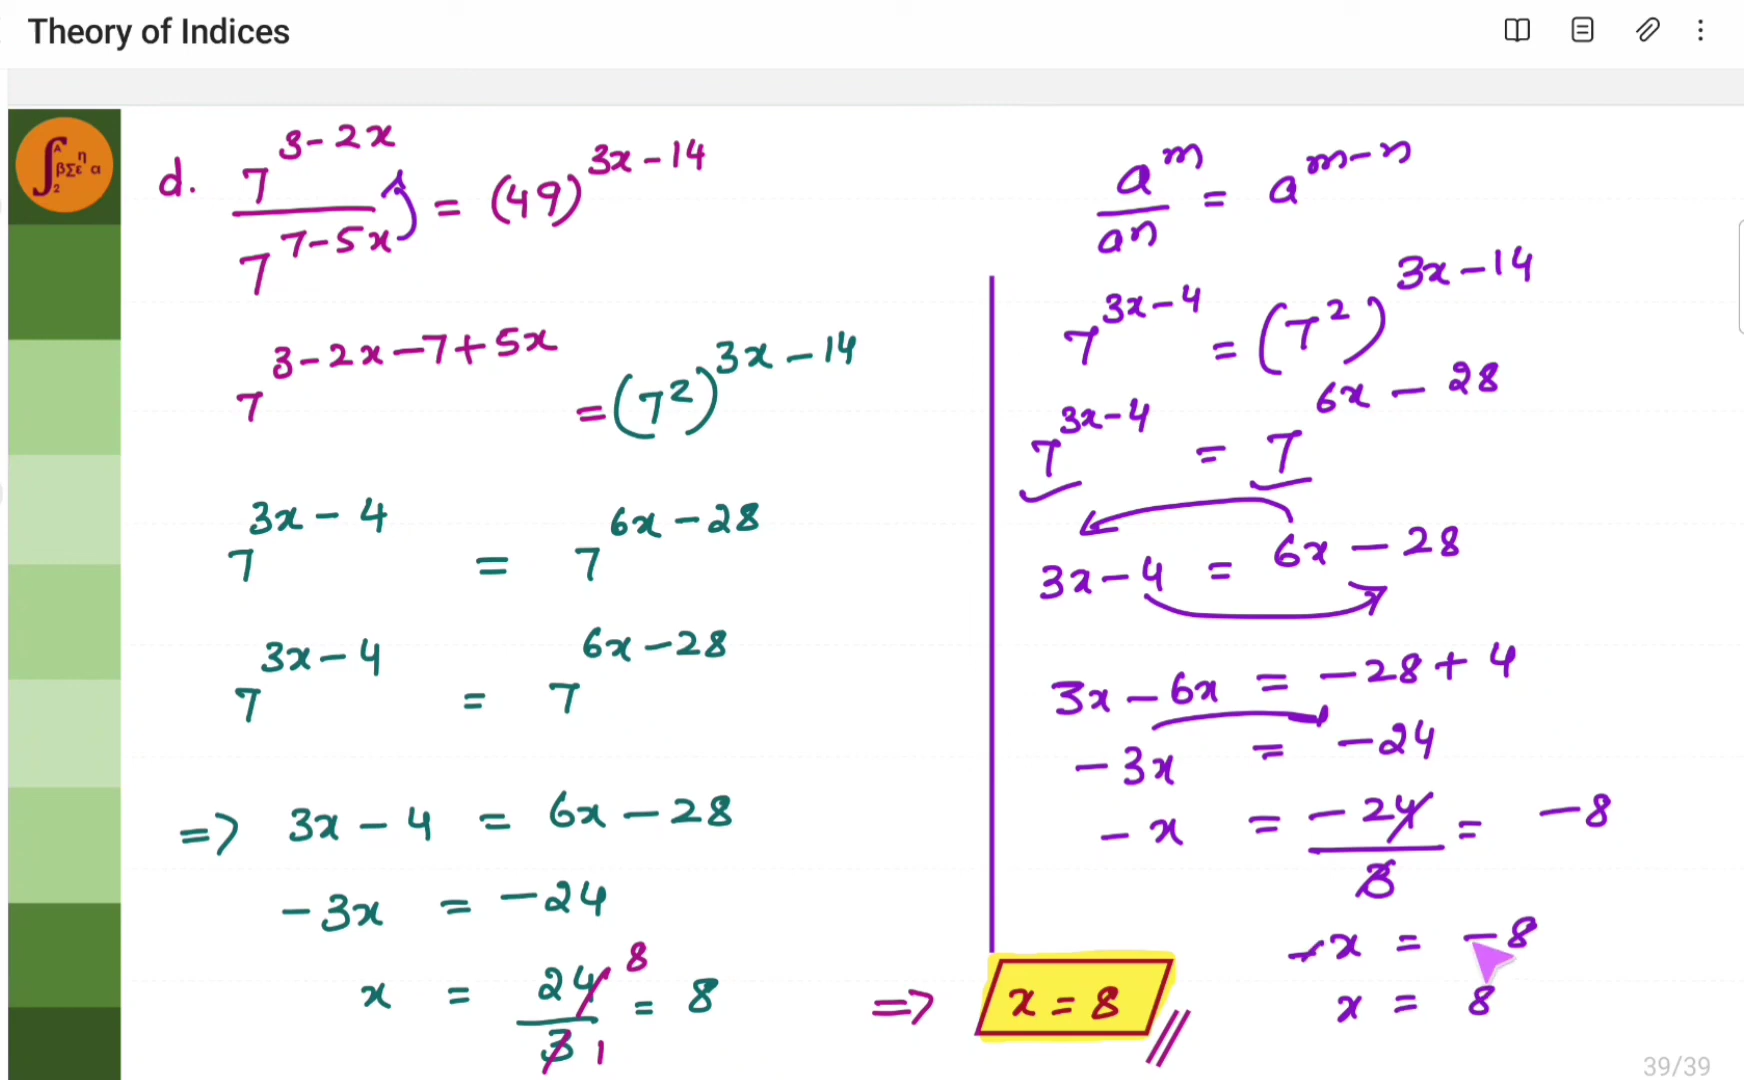 Theory of Indices
d. 7^(3-2x) / 7^(7-5x) = (49)^(3x-14)
7^(3-2x-7+5x) = (7^2)^(3x-14)
7^(3x-4) = 7^(6x-28)
7^(3x-4) = 7^(6x-28)
=> 3x-4 = 6x-28
-3x = -24
x = 24/3 = 8
8
1
=> x = 8
a^m / an = a^(m-n)
7^(3x-4) = (7^2)^(3x-14)
7^(3x-4) = 7^(6x-28)
3x-4 = 6x-28
3x-6x = -28+4
-3x = -24
-x = -24/3 = -8
-x = -8
x = 8
39/39